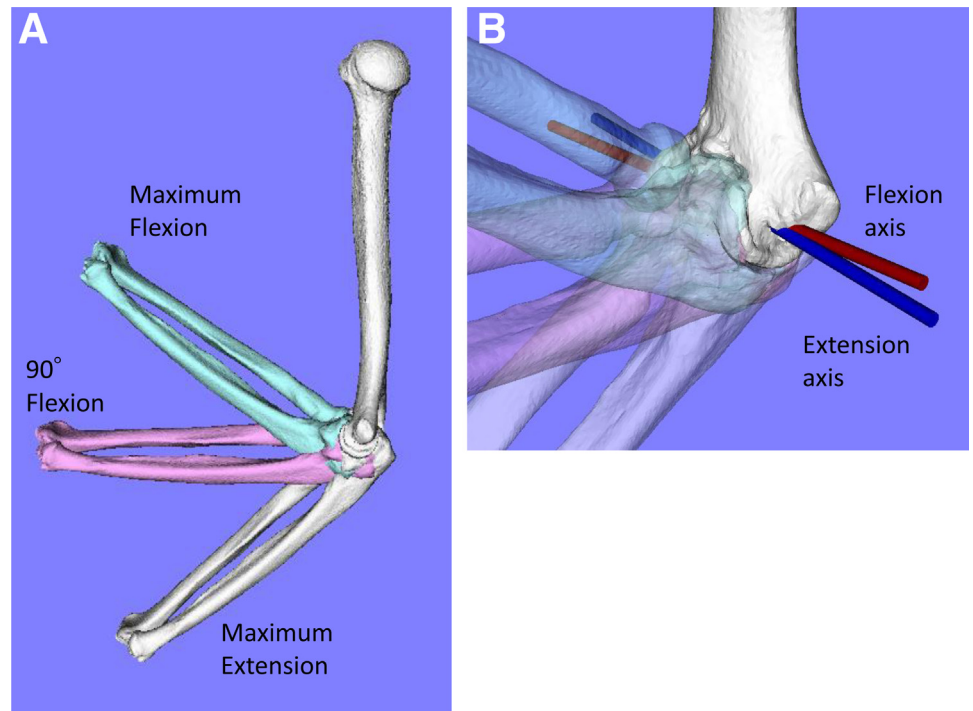 A
Maximum
Flexion
90°
Flexion
Maximum
Extension
B
Flexion
axis
Extension
axis